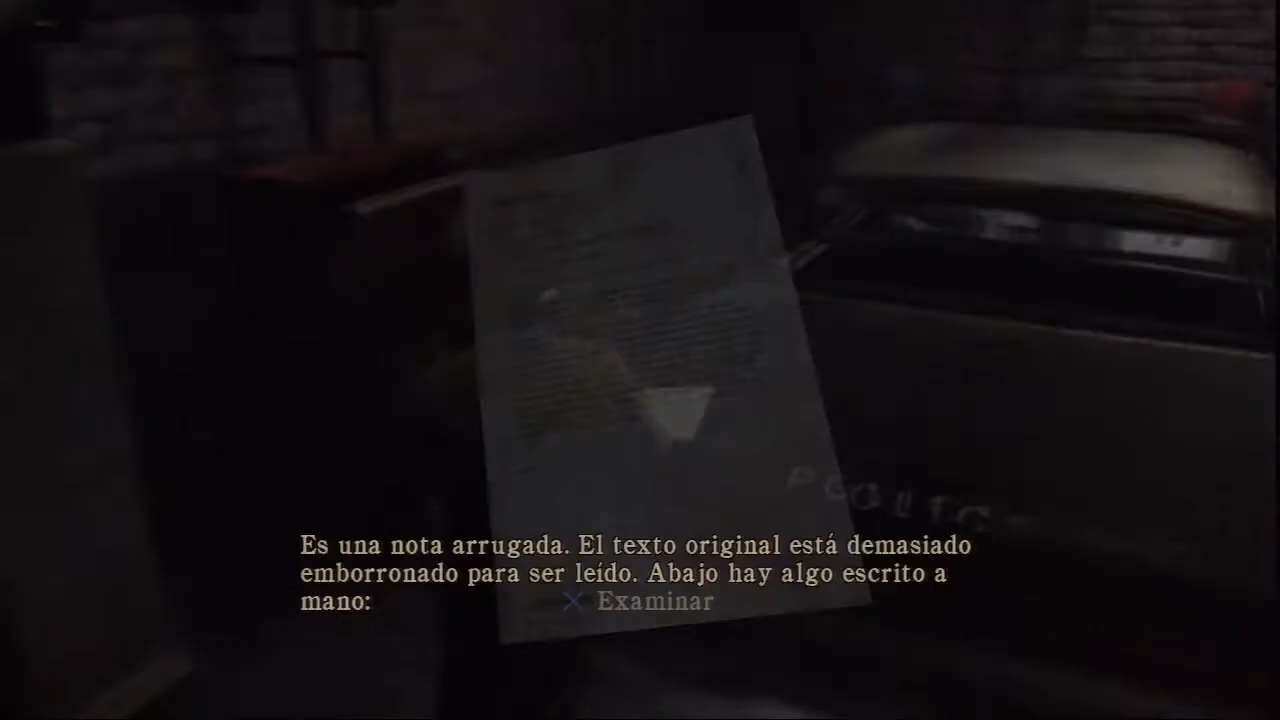 POLICE
Es una nota arrugada. El texto original está demasiado
emborronado para ser leído. Abajo hay algo escrito a
mano:
Examinar